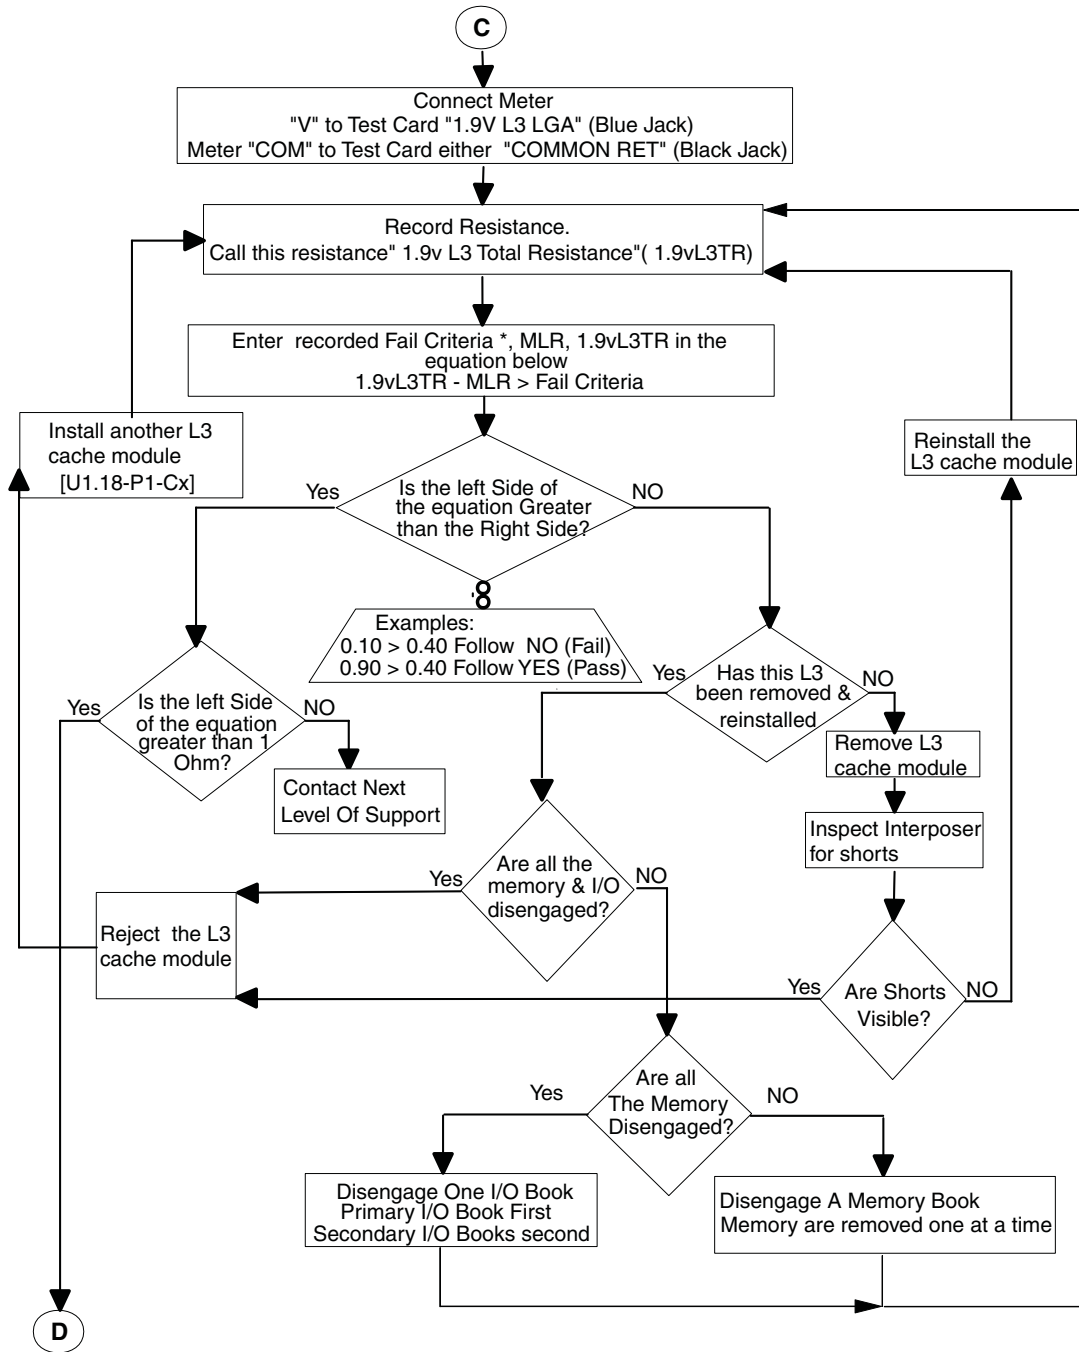 C
Connect Meter
"V" to Test Card "1.9V L3 LGA" (Blue Jack)
Meter "COM" to Test Card either "COMMON RET" (Black Jack)
Record Resistance.
Call this resistance" 1.9v L3 Total Resistance"( 1.9vL3TR)
Enter recorded Fail Criteria *, MLR, 1.9vL3TR in the
equation below
1.9vL3TR - MLR > Fail Criteria
Install another L3
cache module
[U1.18-P1-Cx]
Reinstall the
L3 cache module
Yes
Is the left Side of
the equation Greater
than the Right Side?
NO
Examples:
0.10 > 0.40 Follow NO (Fail)
0.90 > 0.40 Follow YES (Pass)
Yes
Is the left Side
of the equation
greater than 1
Ohm?
NO
Contact Next
Level Of Support
Yes
Has this L3
been removed &
reinstalled
NO
Remove L3
cache module
Inspect Interposer
for shorts
Yes
Are all the
memory & I/O
disengaged?
NO
Reject the L3
cache module
Yes
Are Shorts
Visible?
NO
Yes
Are all
The Memory
Disengaged?
NO
Disengage One I/O Book
Primary I/O Book First
Secondary I/O Books second
Disengage A Memory Book
Memory are removed one at a time
D